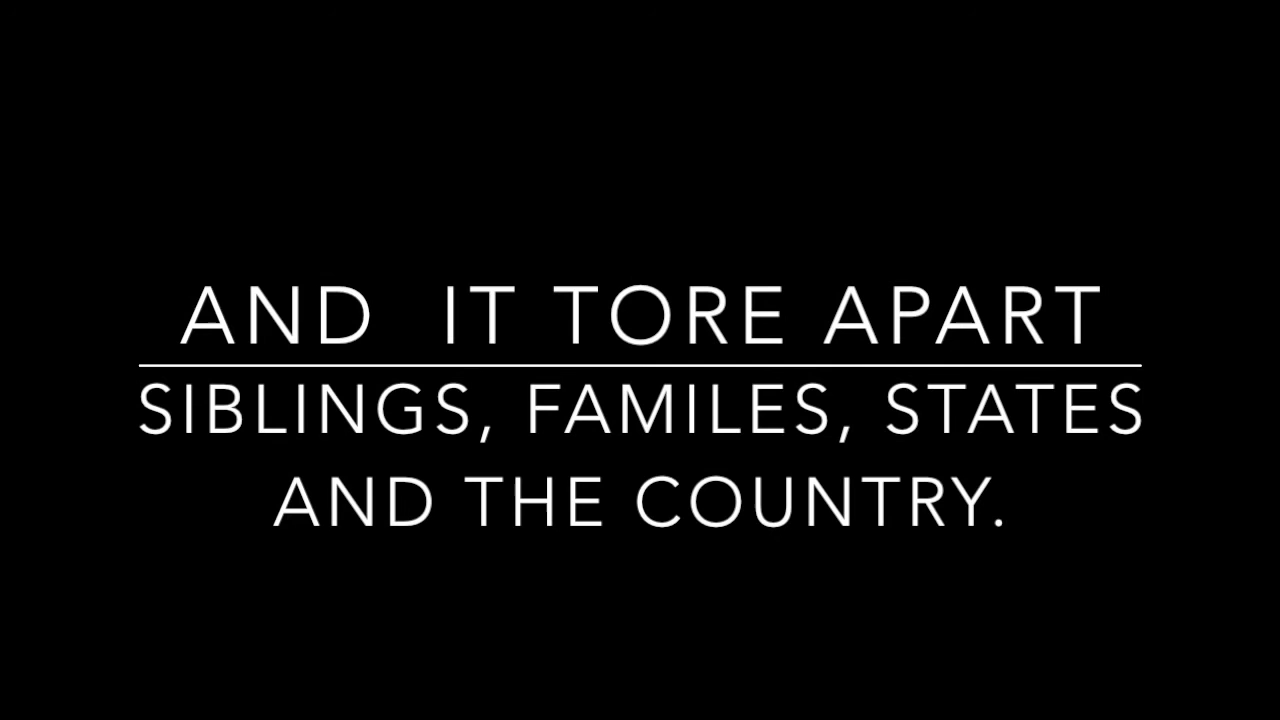 AND  IT TORE APART
SIBLINGS, FAMILES, STATES
AND THE COUNTRY.